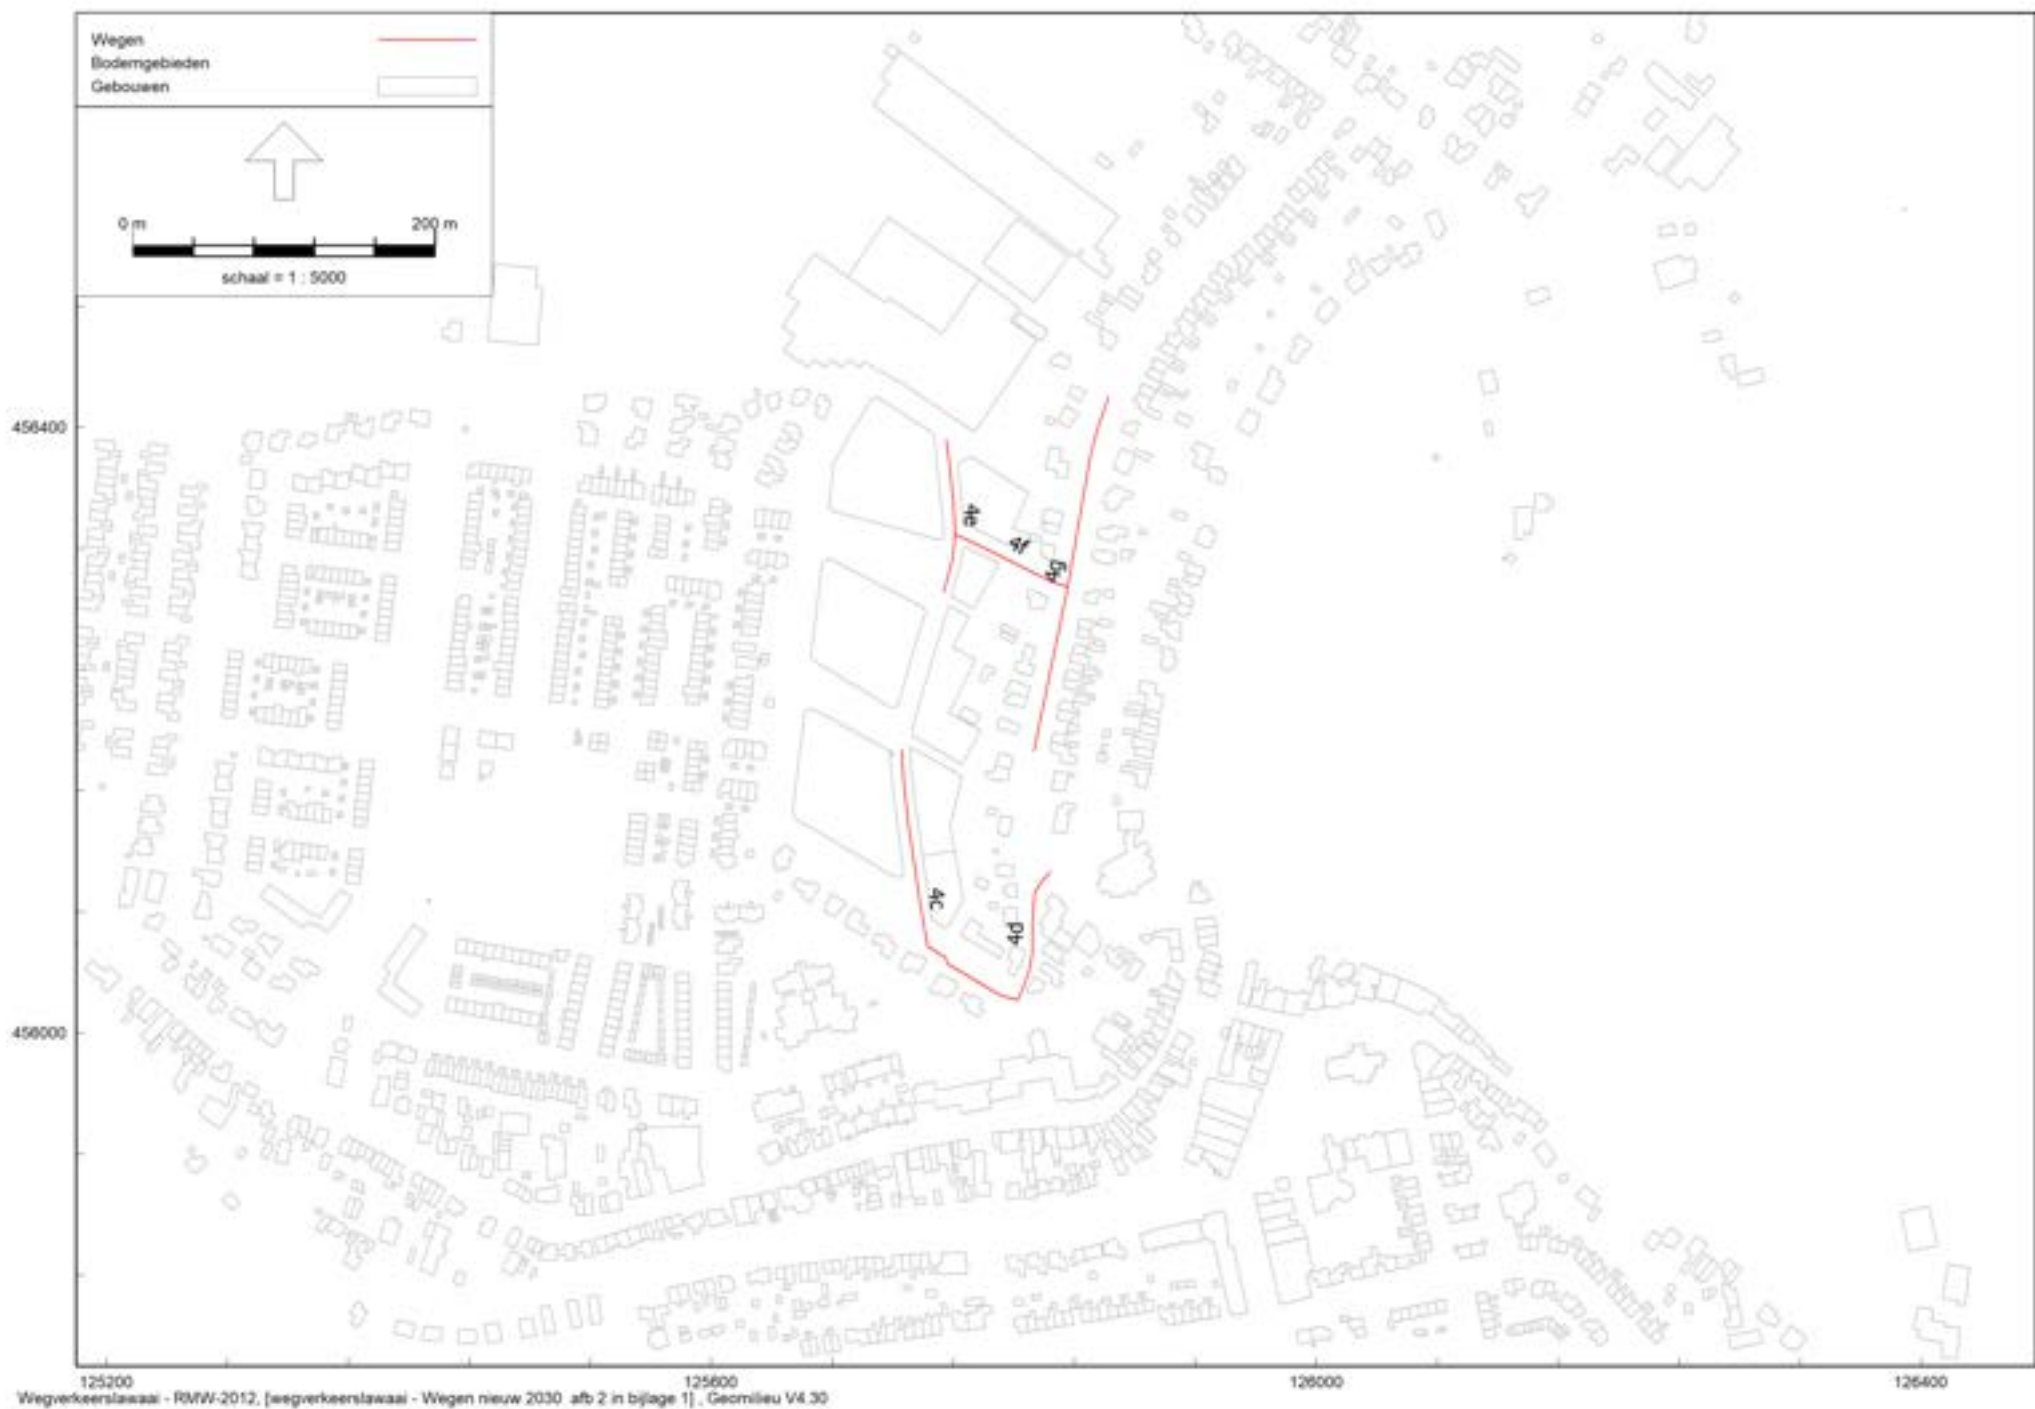 Wegen
Bodemgebieden
Gebouwen
0 m 200 m
schaal = 1 : 5000
456400
4e
4f
4g
4c
4d
456000
125200 125600 126000 126400
Wegverkeerslawaai - RMW-2012, [wegverkeerslawaai - Wegen nieuw 2030 afb 2 in bijlage 1] , Geomilieu V4.30